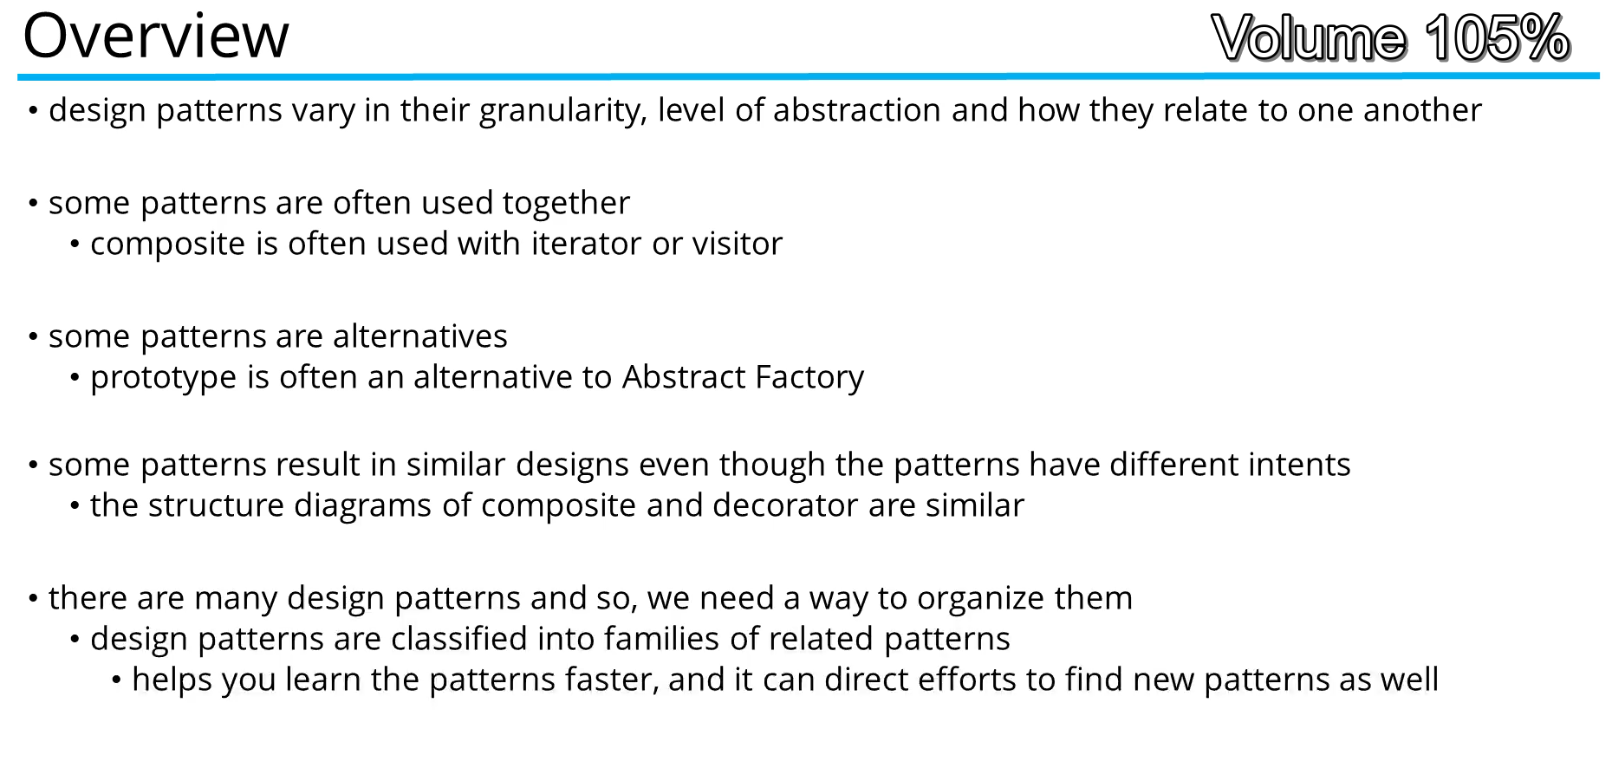 Overview
Volume 105%
• design patterns vary in their granularity, level of abstraction and how they relate to one another
• some patterns are often used together
• composite is often used with iterator or visitor
• some patterns are alternatives
• prototype is often an alternative to Abstract Factory
• some patterns result in similar designs even though the patterns have different intents
• the structure diagrams of composite and decorator are similar
• there are many design patterns and so, we need a way to organize them
• design patterns are classified into families of related patterns
• helps you learn the patterns faster, and it can direct efforts to find new patterns as well